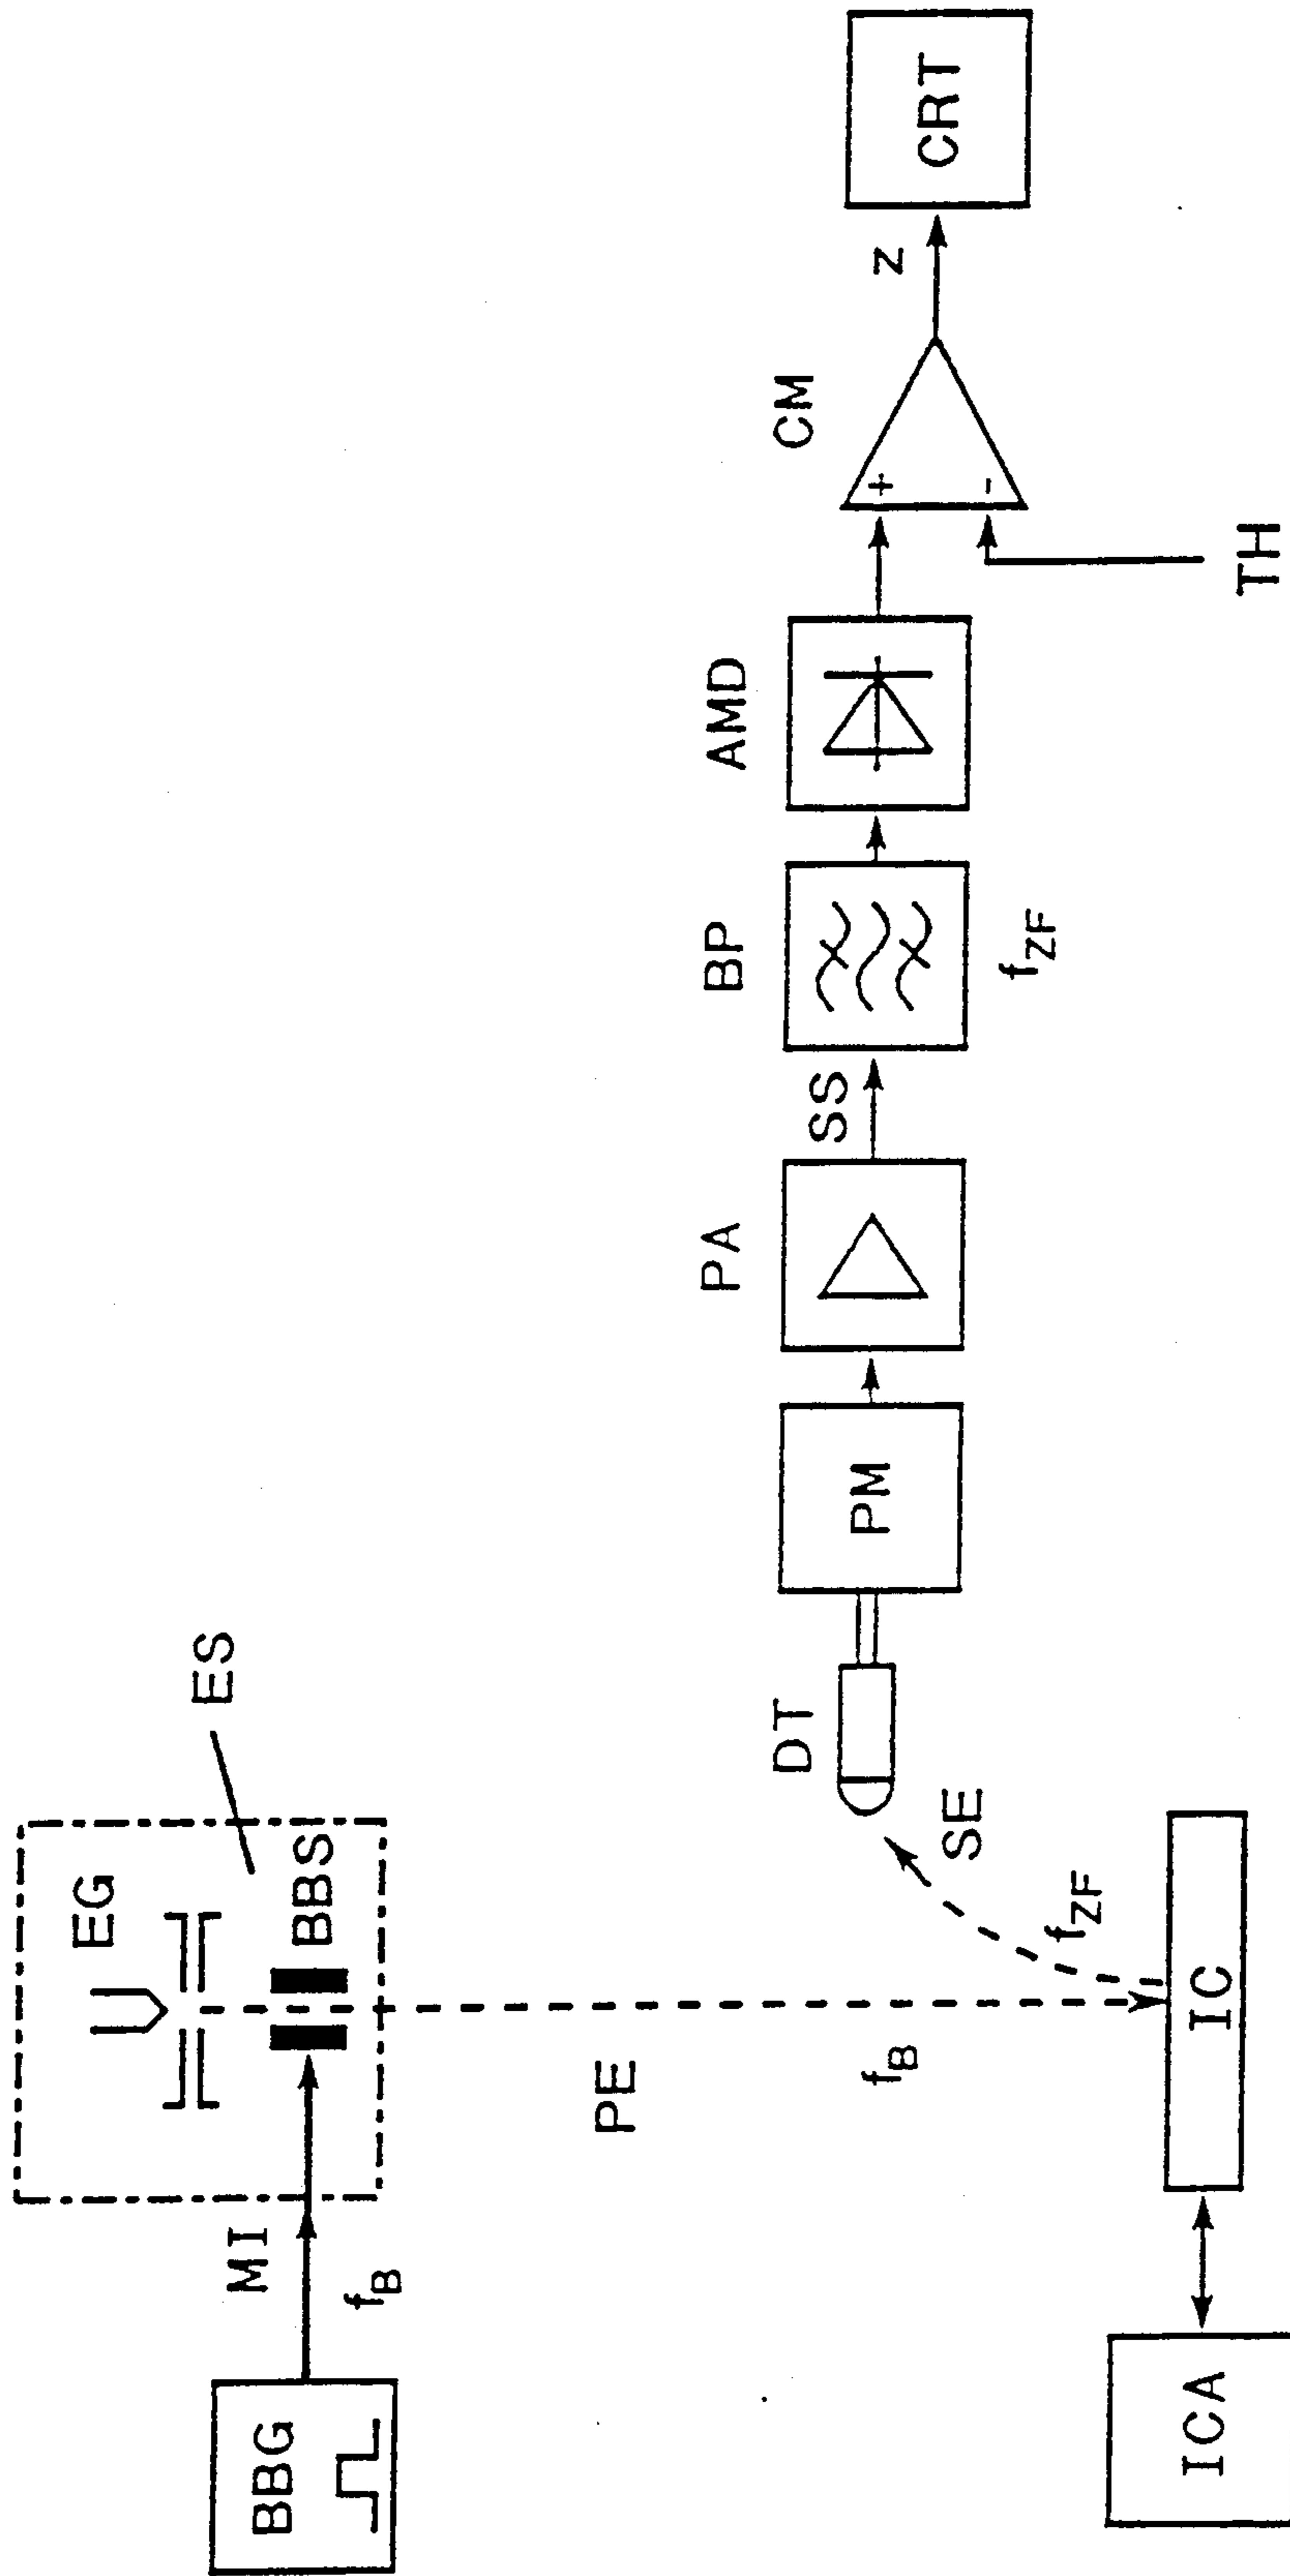 BBG
MI
f_B
EG
ES
BBS
PE
f_B
SE
f_ZF
IC
ICA
DT
PM
PA
SS
BP
f_ZF
AMD
CM
+
-
TH
Z
CRT